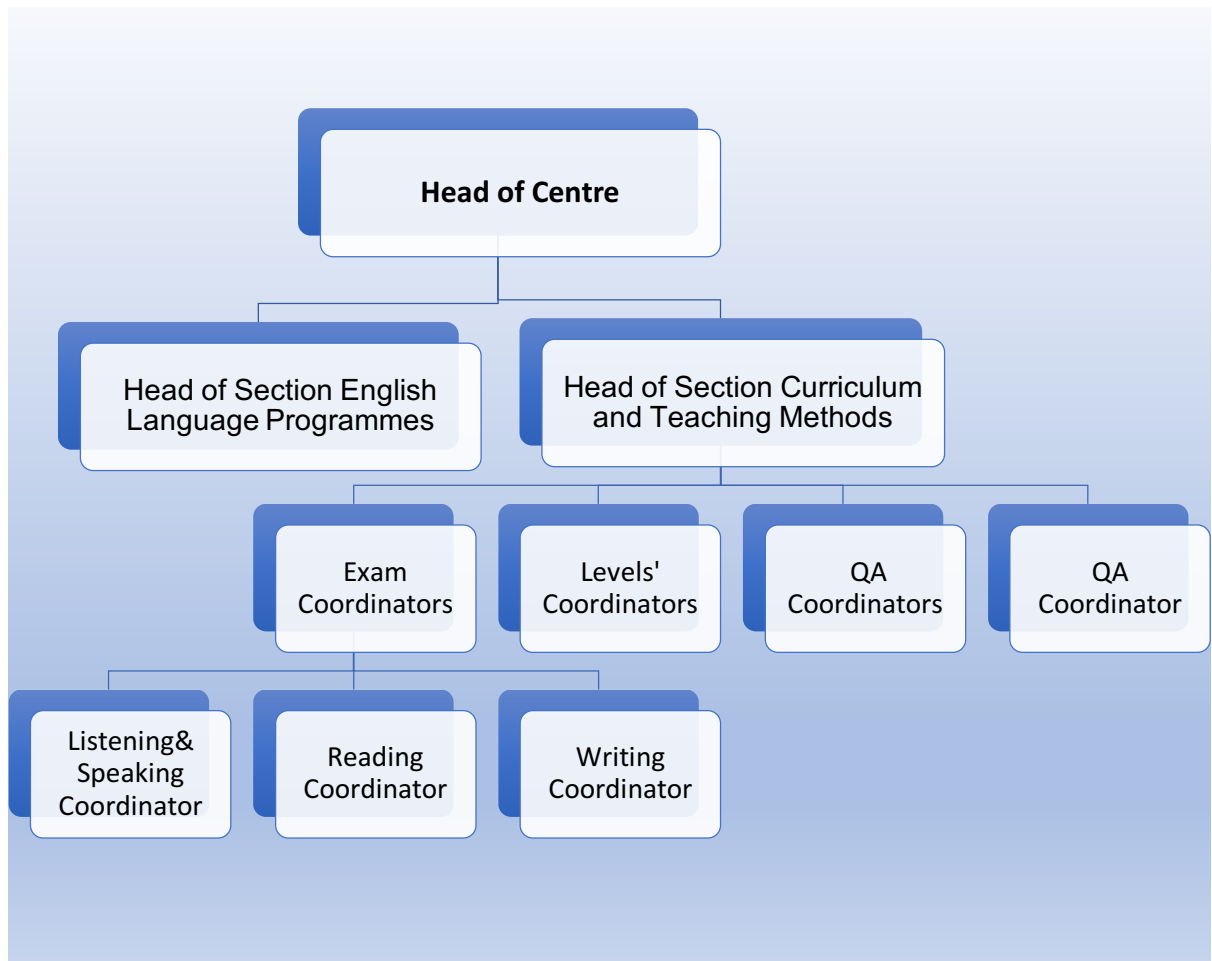 Head of Centre
Head of Section English
Language Programmes
Head of Section Curriculum
and Teaching Methods
Exam
Coordinators
Levels'
Coordinators
QA
Coordinators
QA
Coordinator
Listening&
Speaking
Coordinator
Reading
Coordinator
Writing
Coordinator